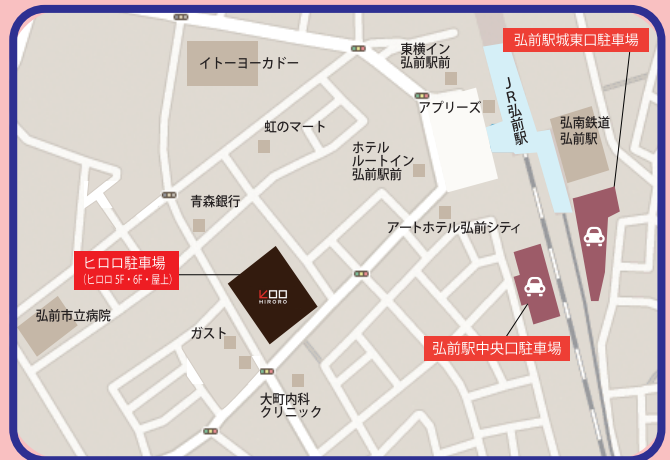 弘前駅城東口駐車場
東横イン
弘前駅前
イトーヨーカドー
アプリーズ
JR弘前駅
弘南鉄道
弘前駅
虹のマート
ホテル
ルートイン
弘前駅前
青森銀行
アートホテル弘前シティ
ヒロロ駐車場
(ヒロロ 5F・6F・屋上)
ヒロロ
HIRORO
弘前市立病院
ガスト
弘前駅中央口駐車場
大町内科
クリニック